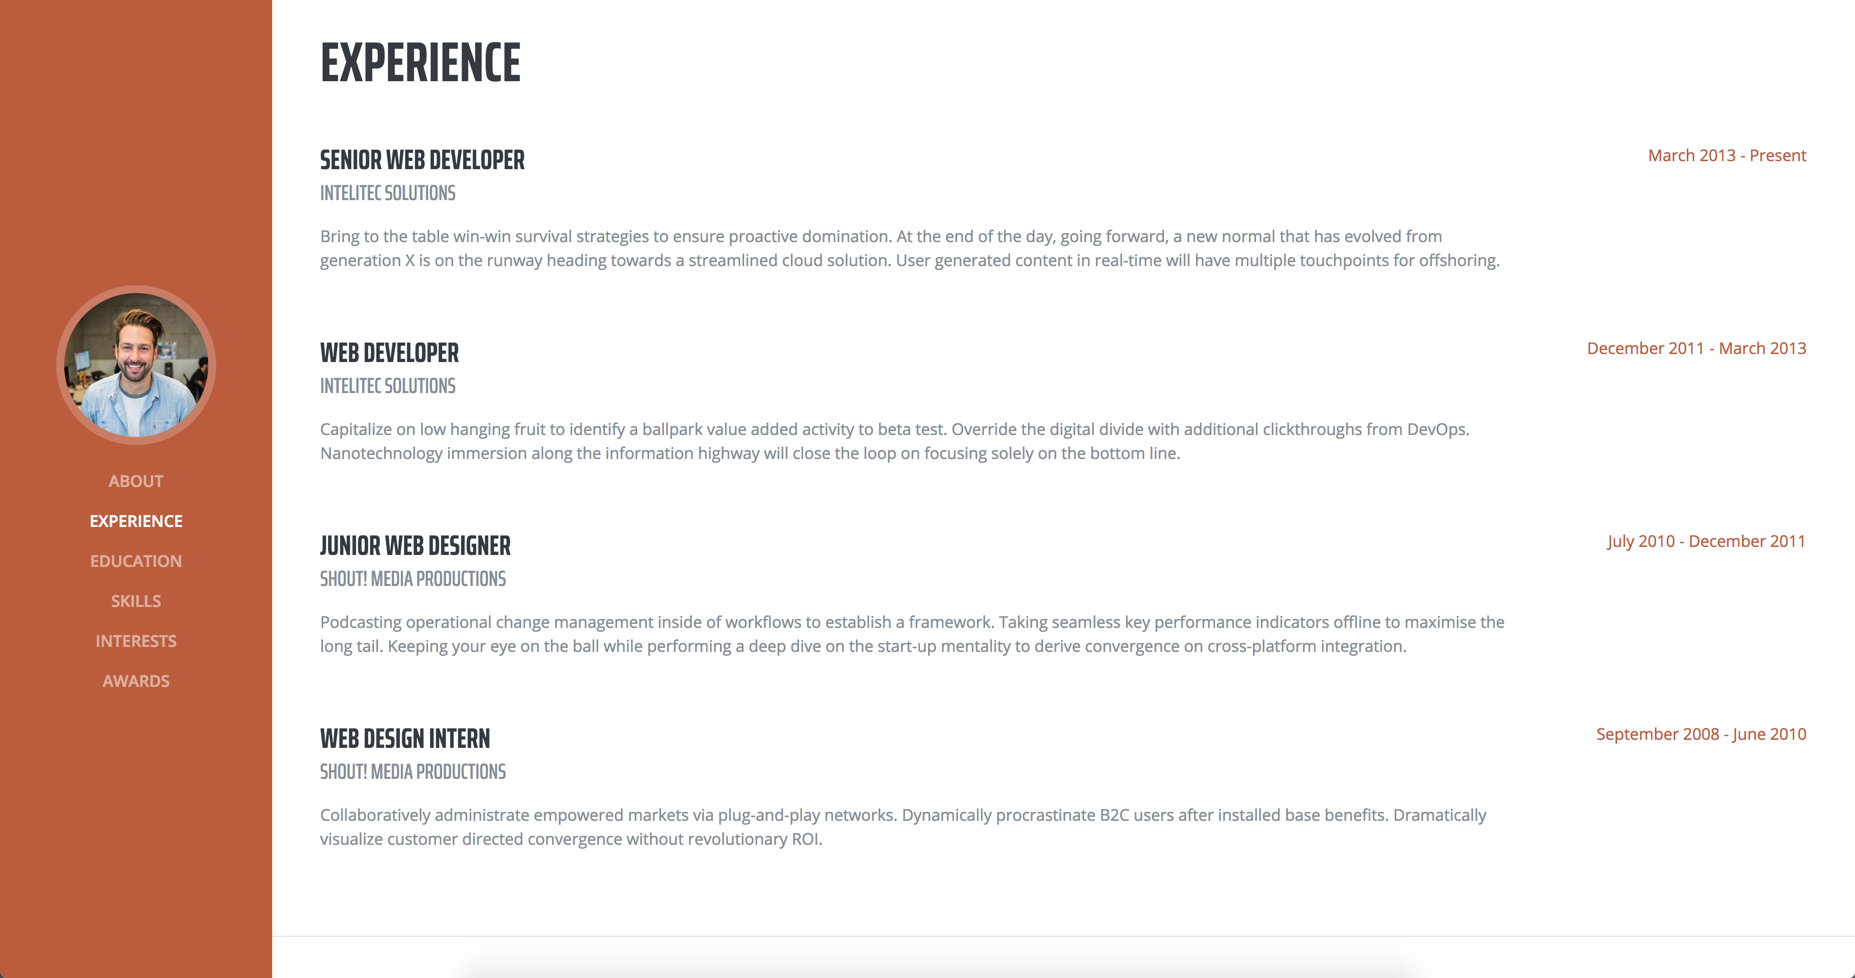 ABOUT
EXPERIENCE
EDUCATION
SKILLS
INTERESTS
AWARDS
EXPERIENCE
SENIOR WEB DEVELOPER
March 2013 - Present
INTELITEC SOLUTIONS
Bring to the table win-win survival strategies to ensure proactive domination. At the end of the day, going forward, a new normal that has evolved from
generation X is on the runway heading towards a streamlined cloud solution. User generated content in real-time will have multiple touchpoints for offshoring.
WEB DEVELOPER
December 2011 - March 2013
INTELITEC SOLUTIONS
Capitalize on low hanging fruit to identify a ballpark value added activity to beta test. Override the digital divide with additional clickthroughs from DevOps.
Nanotechnology immersion along the information highway will close the loop on focusing solely on the bottom line.
JUNIOR WEB DESIGNER
July 2010 - December 2011
SHOUT! MEDIA PRODUCTIONS
Podcasting operational change management inside of workflows to establish a framework. Taking seamless key performance indicators offline to maximise the
long tail. Keeping your eye on the ball while performing a deep dive on the start-up mentality to derive convergence on cross-platform integration.
WEB DESIGN INTERN
September 2008 - June 2010
SHOUT! MEDIA PRODUCTIONS
Collaboratively administrate empowered markets via plug-and-play networks. Dynamically procrastinate B2C users after installed base benefits. Dramatically
visualize customer directed convergence without revolutionary ROI.